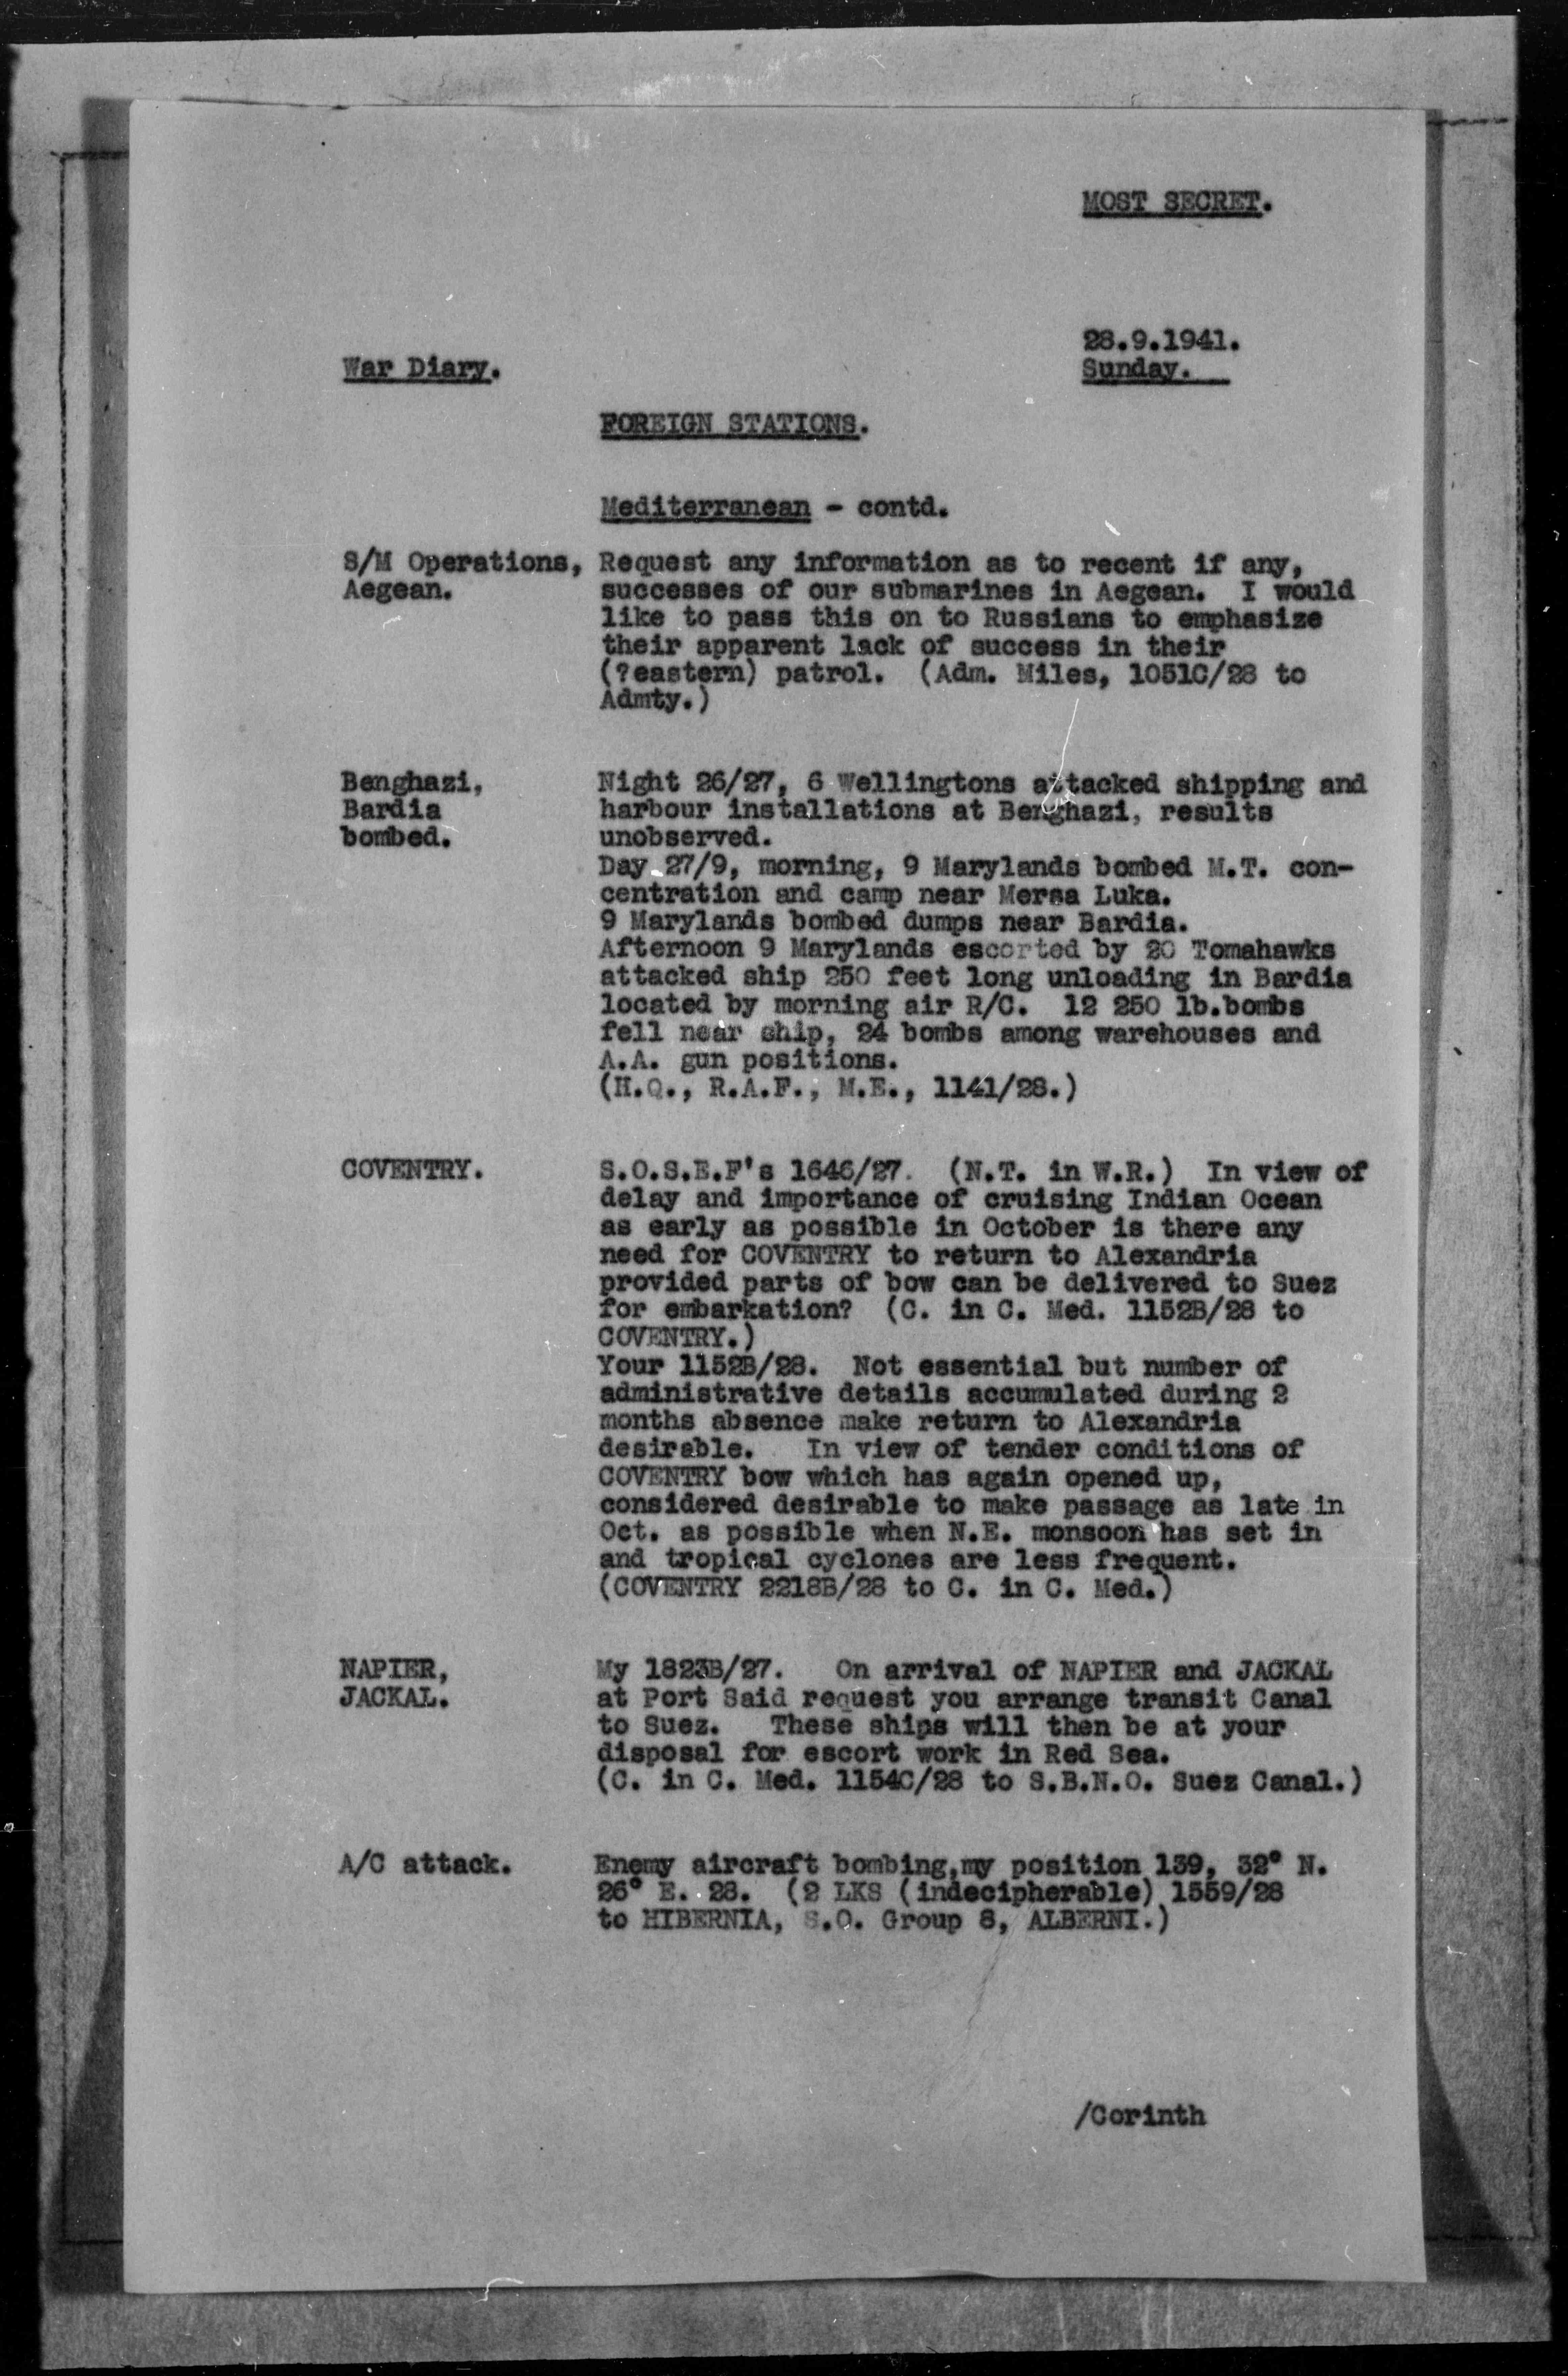 MOST SECRET.
28.9.1941.
War Diary.
Sunday.
FOREIGN STATIONS.
Mediterranean - contd.
S/M Operations, Request any information as to recent if any,
Aegean. successes of our submarines in Aegean. I would
like to pass this on to Russians to emphasize
their apparent lack of success in their
(?eastern) patrol. (Adm. Miles, 1051C/28 to
Admty.)
Benghazi, Night 26/27, 6 Wellingtons attacked shipping and
Bardia harbour installations at Benghazi, results
bombed. unobserved.
Day 27/9, morning, 9 Marylands bombed M.T. con-
centration and camp near Mersa Luka.
9 Marylands bombed dumps near Bardia.
Afternoon 9 Marylands escorted by 20 Tomahawks
attacked ship 250 feet long unloading in Bardia
located by morning air R/C. 12 250 lb.bombs
fell near ship, 24 bombs among warehouses and
A.A. gun positions.
(H.Q., R.A.F., M.E., 1141/28.)
COVENTRY. S.O.S.E.F's 1646/27. (N.T. in W.R.) In view of
delay and importance of cruising Indian Ocean
as early as possible in October is there any
need for COVENTRY to return to Alexandria
provided parts of bow can be delivered to Suez
for embarkation? (C. in C. Med. 1152B/28 to
COVENTRY.)
Your 1152B/28. Not essential but number of
administrative details accumulated during 2
months absence make return to Alexandria
desirable. In view of tender conditions of
COVENTRY bow which has again opened up,
considered desirable to make passage as late in
Oct. as possible when N.E. monsoon has set in
and tropical cyclones are less frequent.
(COVENTRY 2218B/28 to C. in C. Med.)
NAPIER, My 1823B/27. On arrival of NAPIER and JACKAL
JACKAL. at Port Said request you arrange transit Canal
to Suez. These ships will then be at your
disposal for escort work in Red Sea.
(C. in C. Med. 1154C/28 to S.B.N.O. Suez Canal.)
A/C attack. Enemy aircraft bombing,my position 139, 32° N.
26° E. 28. (2 LKS (indecipherable) 1559/28
to HIBERNIA, S.O. Group 8, ALBERNI.)
/Corinth